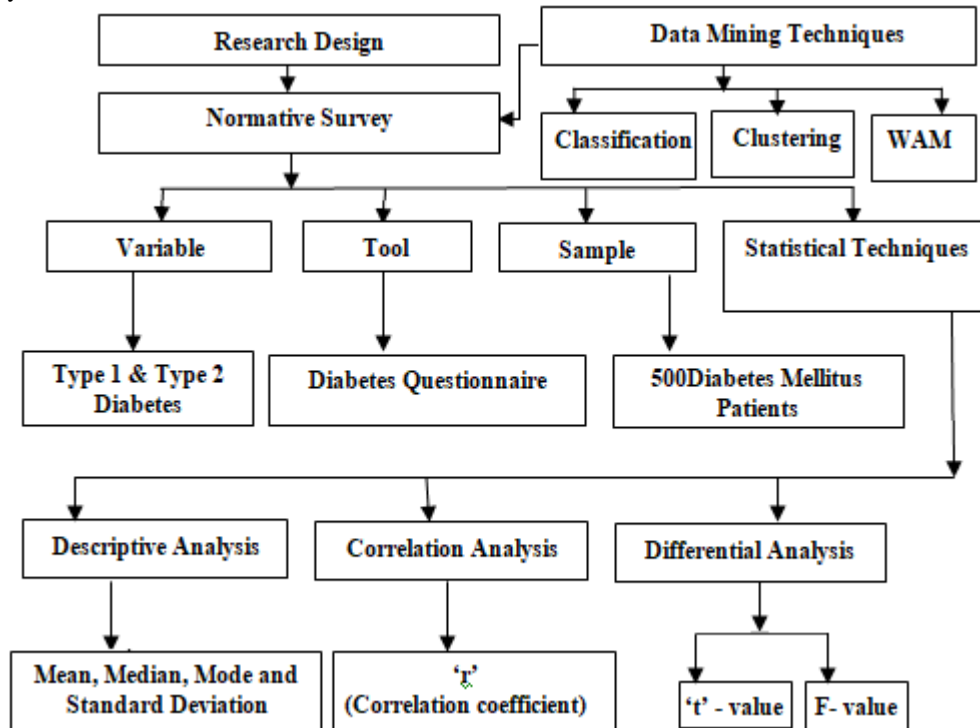 Research Design
Data Mining Techniques
Normative Survey
Classification
Clustering
WAM
Variable
Tool
Sample
Statistical Techniques
Type 1 & Type 2
Diabetes
Diabetes Questionnaire
500Diabetes Mellitus
Patients
Descriptive Analysis
Correlation Analysis
Differential Analysis
Mean, Median, Mode and
Standard Deviation
‘r’
(Correlation coefficient)
‘t’ - value
F- value